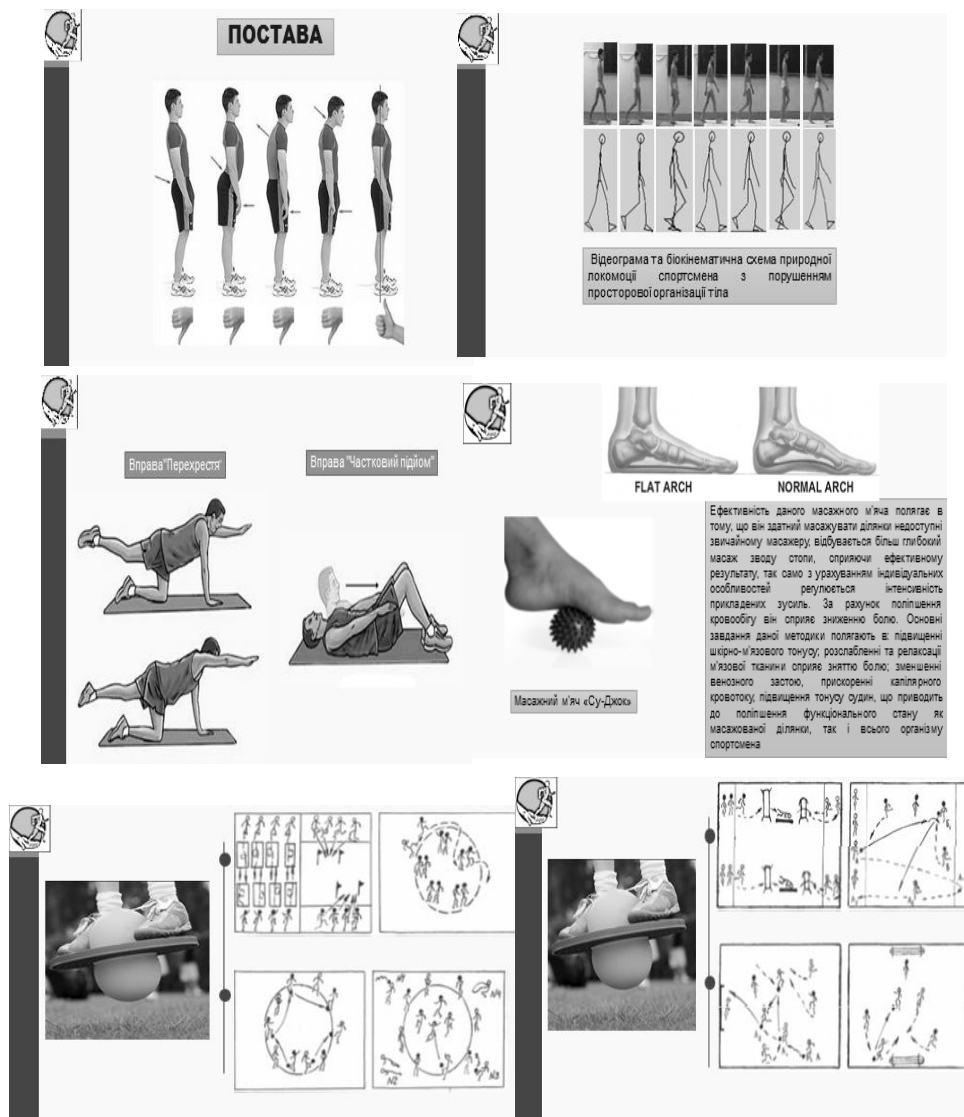 ПОСТАВА
Відеограма та біокінематична схема природної
локомоції спортсмена з порушенням
просторової організації тіла
Вправа"Перехрестя"
Вправа "Частковий підйом"
FLAT ARCH
NORMAL ARCH
Ефективність даного масажного м'яча полягає в
тому, що він здатний масажувати ділянки недоступні
звичайному масажеру, відбувається більш глибокий
масаж зводу стопи, сприяючи ефективному
результату, так само з урахуванням індивідуальних
особливостей регулюється інтенсивність
прикладених зусиль. За рахунок поліпшення
кровообігу він сприяє зниженню болю. Основні
завдання даної методики полягають в: підвищенні
шкірно-м'язового тонусу; розслабленні та релаксації
м'язової тканини сприяє зняттю болю; зменшенні
венозного застою, прискоренні капілярного
кровотоку, підвищення тонусу судин, що приводить
до поліпшення функціонального стану як
масажованої ділянки, так і всього організму
спортсмена
Масажний м'яч «Су-Джок»
N4
N2
N3